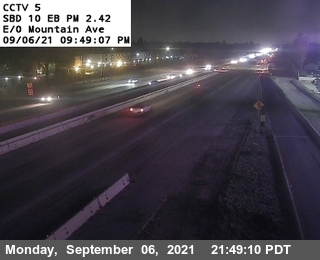 CCTV 5
SBD 10 EB PM 2.42
E/O Mountain Ave
09/06/21 09:49:07 PM
Monday, September 06, 2021 21:49:10 PDT